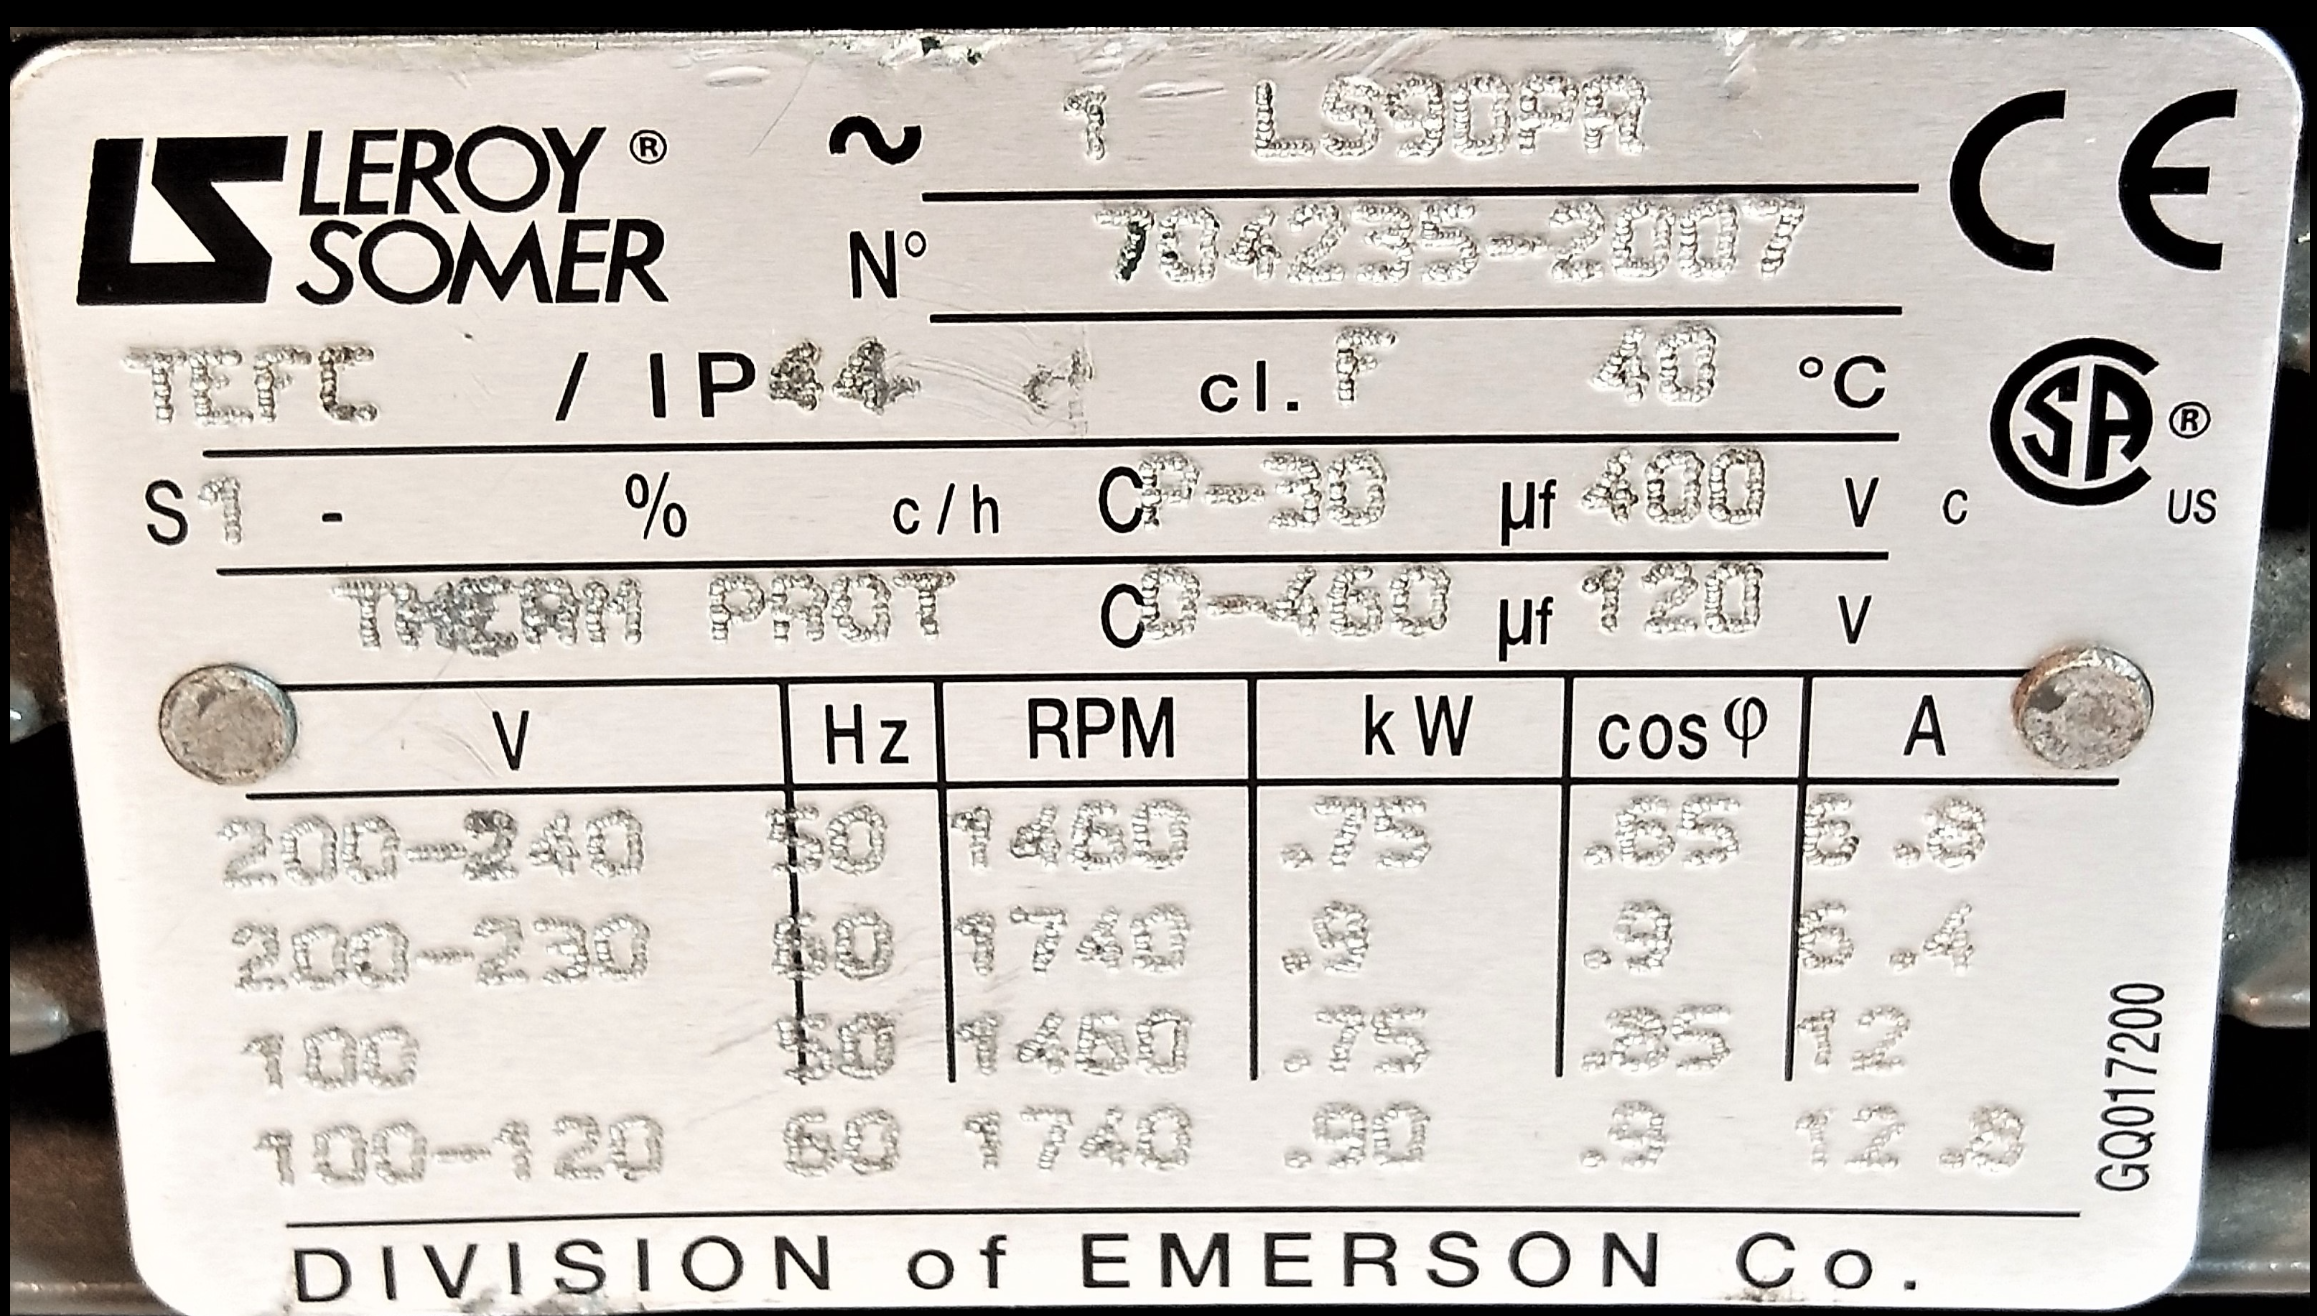 LEROY® ~ 1 LS90PR
SOMER N° 704235-2007
CE
TEFC / IP44 cl. F 40 °C
S1 - % c/h CP-30 µf 400 V
c SA® US
THERM PROT CD-460 µf 120 V
V Hz RPM kW cosφ A
200-240 50 1460 .75 .65 6.8
200-230 60 1740 .9 .9 6.4
100 50 1460 .75 .85 12
100-120 60 1740 .90 .9 12.8
GQ017200
DIVISION of EMERSON Co.